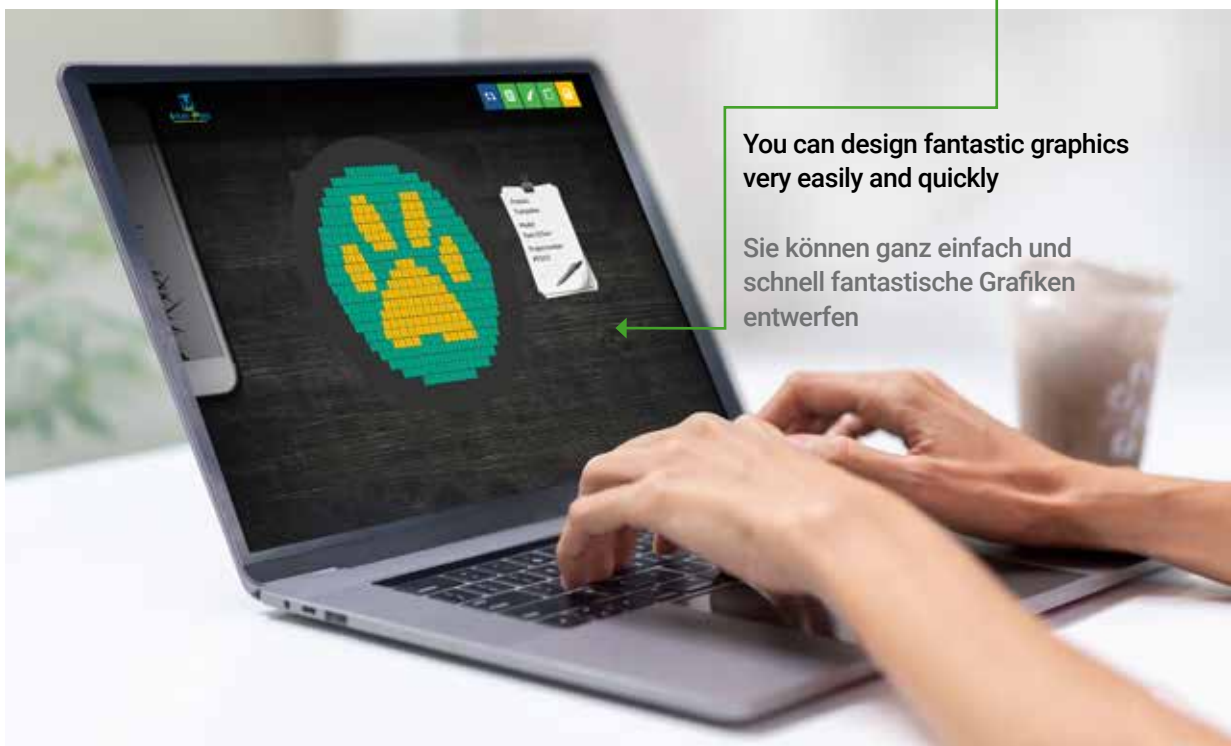 You can design fantastic graphics
very easily and quickly
Sie können ganz einfach und
schnell fantastische Grafiken
entwerfen